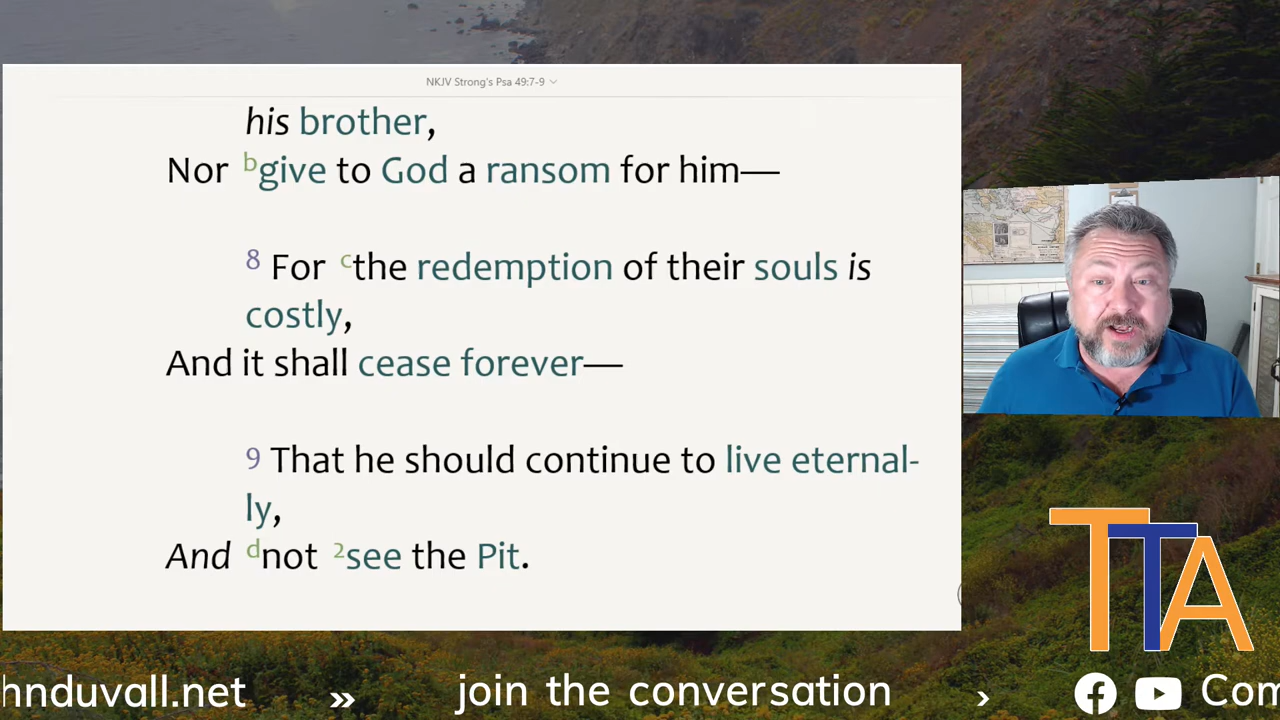 NKJV Strong's Psa 49:7-9
his brother,
Nor bgive to God a ransom for him—
8 For cthe redemption of their souls is
costly,
And it shall cease forever—
9 That he should continue to live eternal-
ly,
And dnot 2see the Pit.
TTA
hnduvall.net » join the conversation › Com